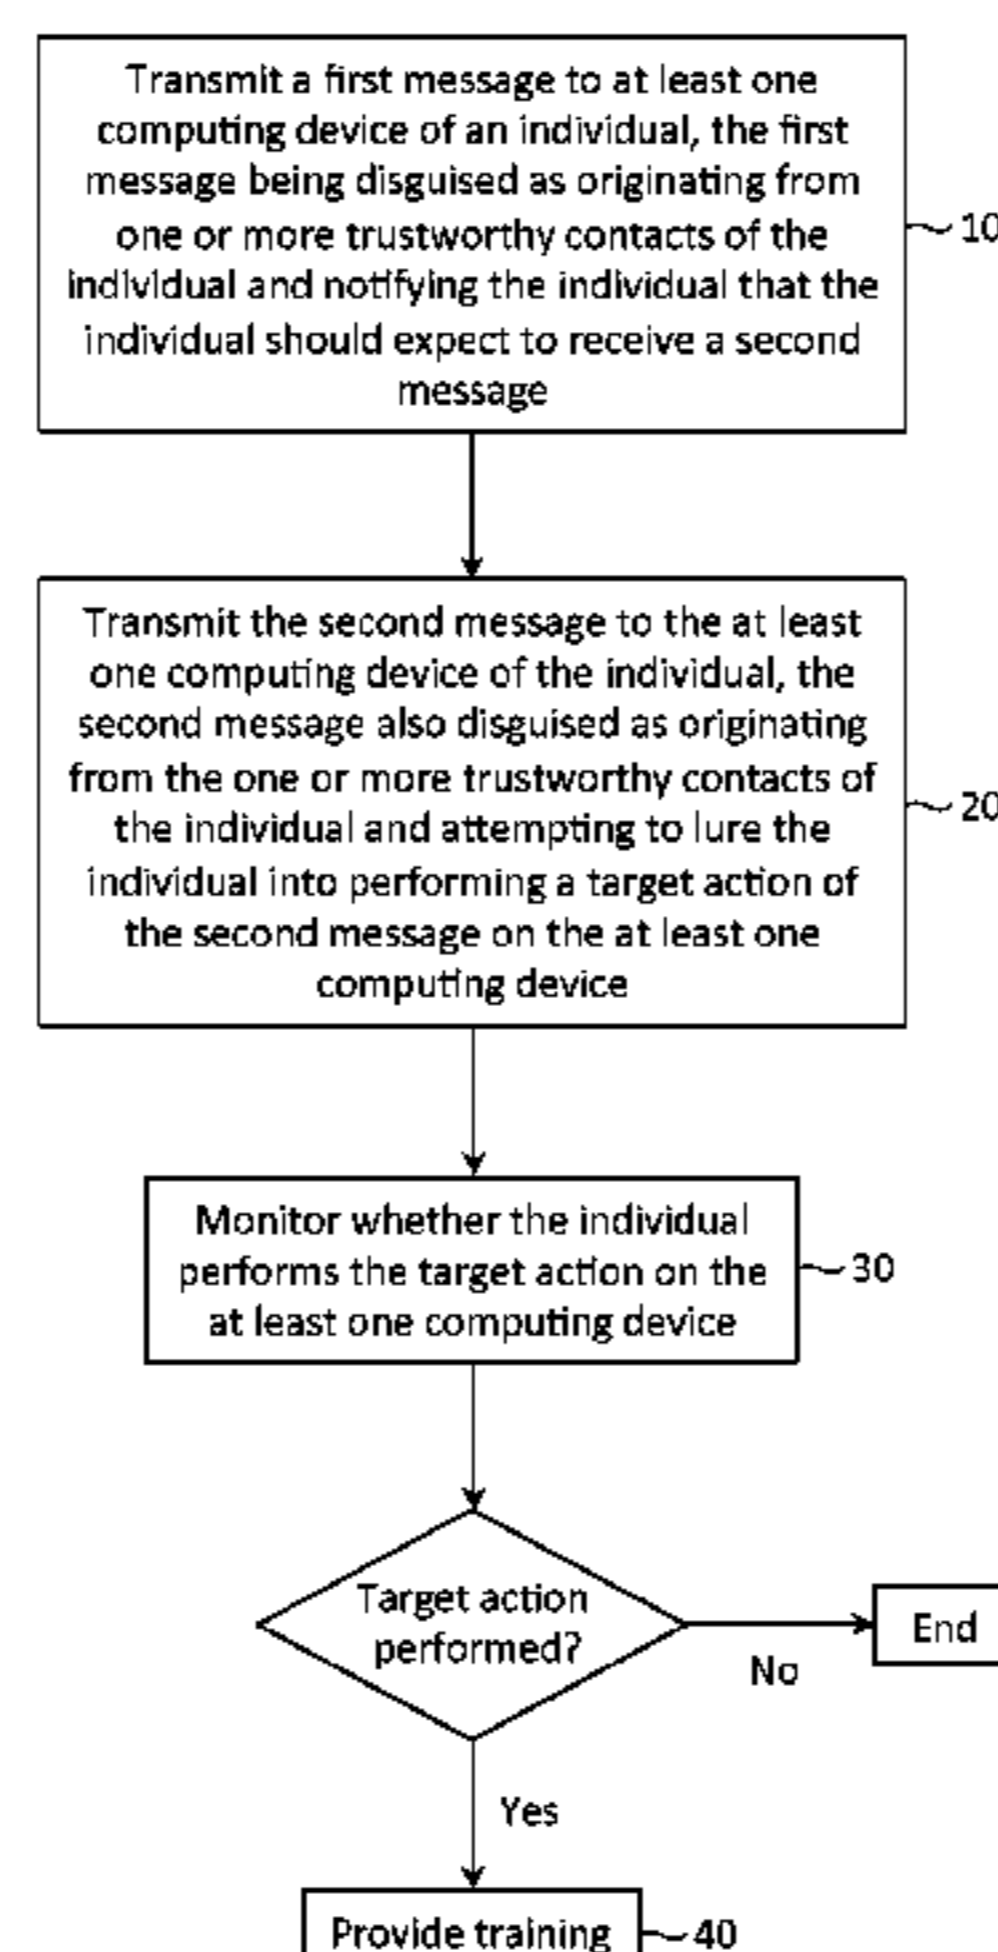 Transmit a first message to at least one
computing device of an individual, the first
message being disguised as originating from
one or more trustworthy contacts of the
individual and notifying the individual that the
individual should expect to receive a second
message
10
Transmit the second message to the at least
one computing device of the individual, the
second message also disguised as originating
from the one or more trustworthy contacts of
the individual and attempting to lure the
individual into performing a target action of
the second message on the at least one
computing device
20
Monitor whether the individual
performs the target action on the
at least one computing device
30
Target action
performed?
No
End
Yes
Provide training
40